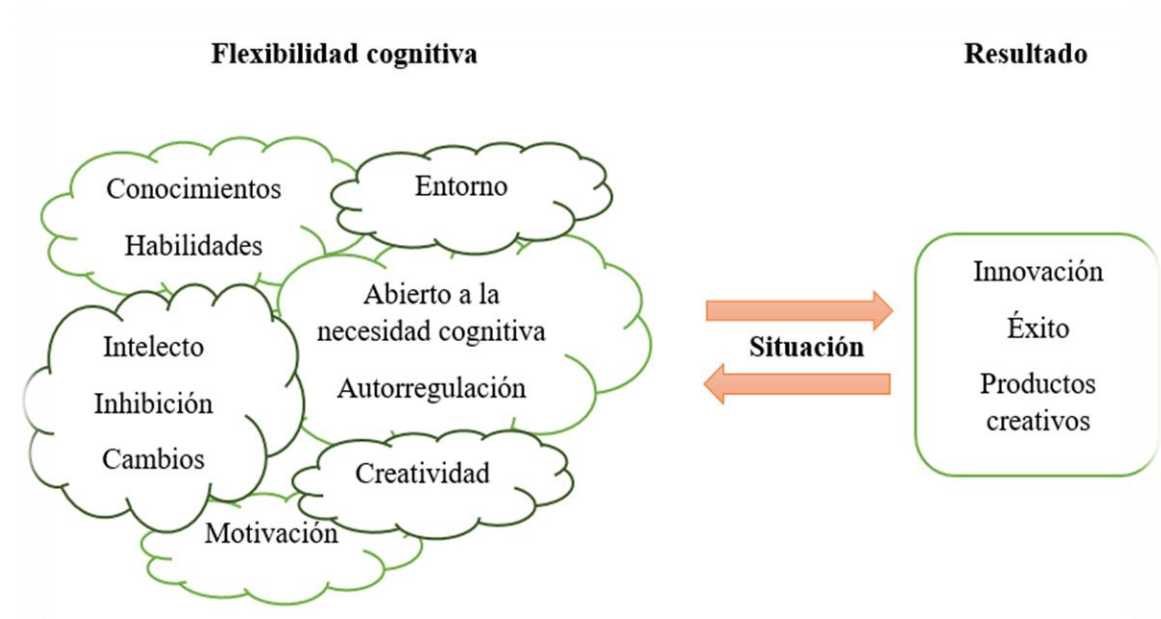 Flexibilidad cognitiva
Resultado
Conocimientos
Habilidades
Entorno
Abierto a la
necesidad cognitiva
Autorregulación
Intelecto
Inhibición
Cambios
Creatividad
Motivación
Situación
Innovación
Éxito
Productos
creativos